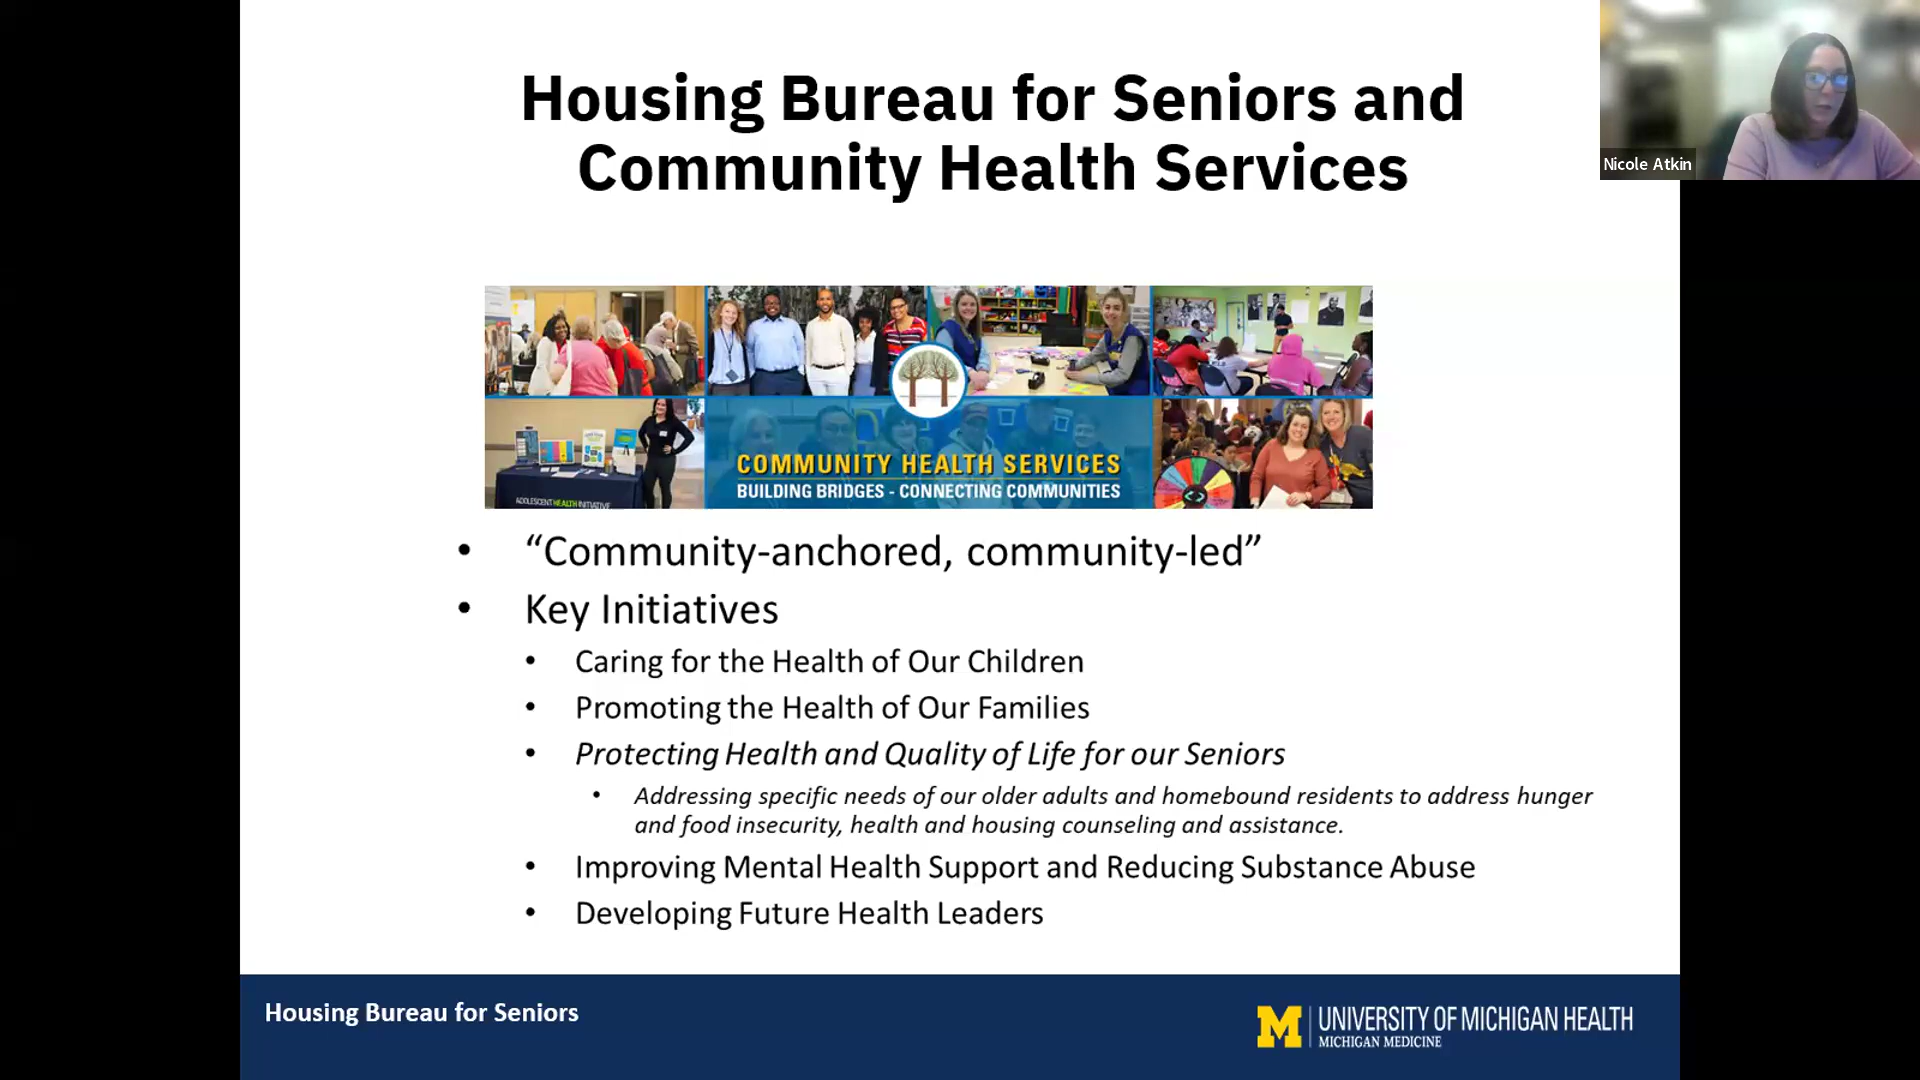 Housing Bureau for Seniors and
Community Health Services
Nicole Atkin
ADOLESCENT HEALTH INITIATIVE
COMMUNITY HEALTH SERVICES
BUILDING BRIDGES - CONNECTING COMMUNITIES
• “Community-anchored, community-led”
• Key Initiatives
• Caring for the Health of Our Children
• Promoting the Health of Our Families
• Protecting Health and Quality of Life for our Seniors
• Addressing specific needs of our older adults and homebound residents to address hunger
and food insecurity, health and housing counseling and assistance.
• Improving Mental Health Support and Reducing Substance Abuse
• Developing Future Health Leaders
Housing Bureau for Seniors
M UNIVERSITY OF MICHIGAN HEALTH
MICHIGAN MEDICINE